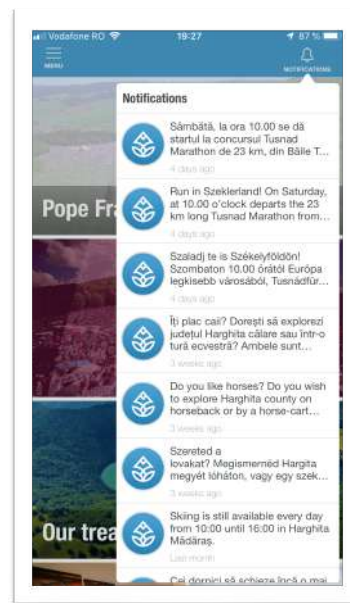 Vodafone RO
19:27
87 %
MENU
NOTIFICATIONS
Notifications
Sâmbătă, la ora 10.00 se dă
startul la concursul Tusnad
Marathon de 23 km, din Băile T...
4 days ago
Run in Szeklerland! On Saturday,
at 10.00 o'clock departs the 23
km long Tusnad Marathon from...
4 days ago
Szaladj te is Székelyföldön!
Szombaton 10.00 órától Európa
legkisebb városából, Tusnádfür...
4 days ago
Îți plac caii? Dorești să explorezi
județul Harghita călare sau într-o
tură ecvestră? Ambele sunt...
3 weeks ago
Do you like horses? Do you wish
to explore Harghita county on
horseback or by a horse-cart...
3 weeks ago
Szereted a
lovakat? Megismernéd Hargita
megyét lóháton, vagy egy szek...
3 weeks ago
Skiing is still available every day
from 10:00 until 16:00 in Harghita
Mădăraș.
Last month
Cei dornici să schieze încă o mai
Pope Fra
Our trea